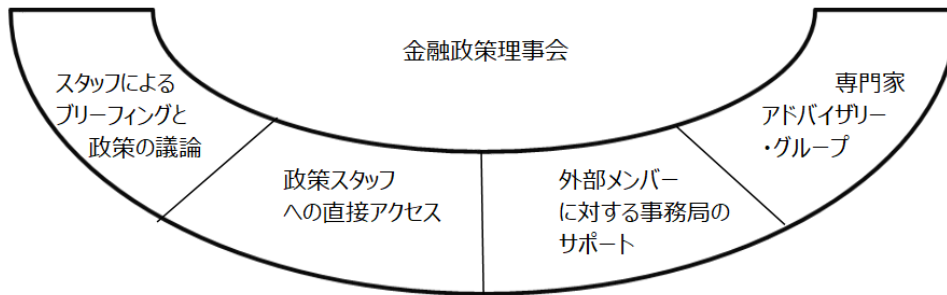 金融政策理事会
スタッフによる
ブリーフィングと
政策の議論
政策スタッフ
への直接アクセス
外部メンバー
に対する事務局の
サポート
専門家
アドバイザリー
・グループ